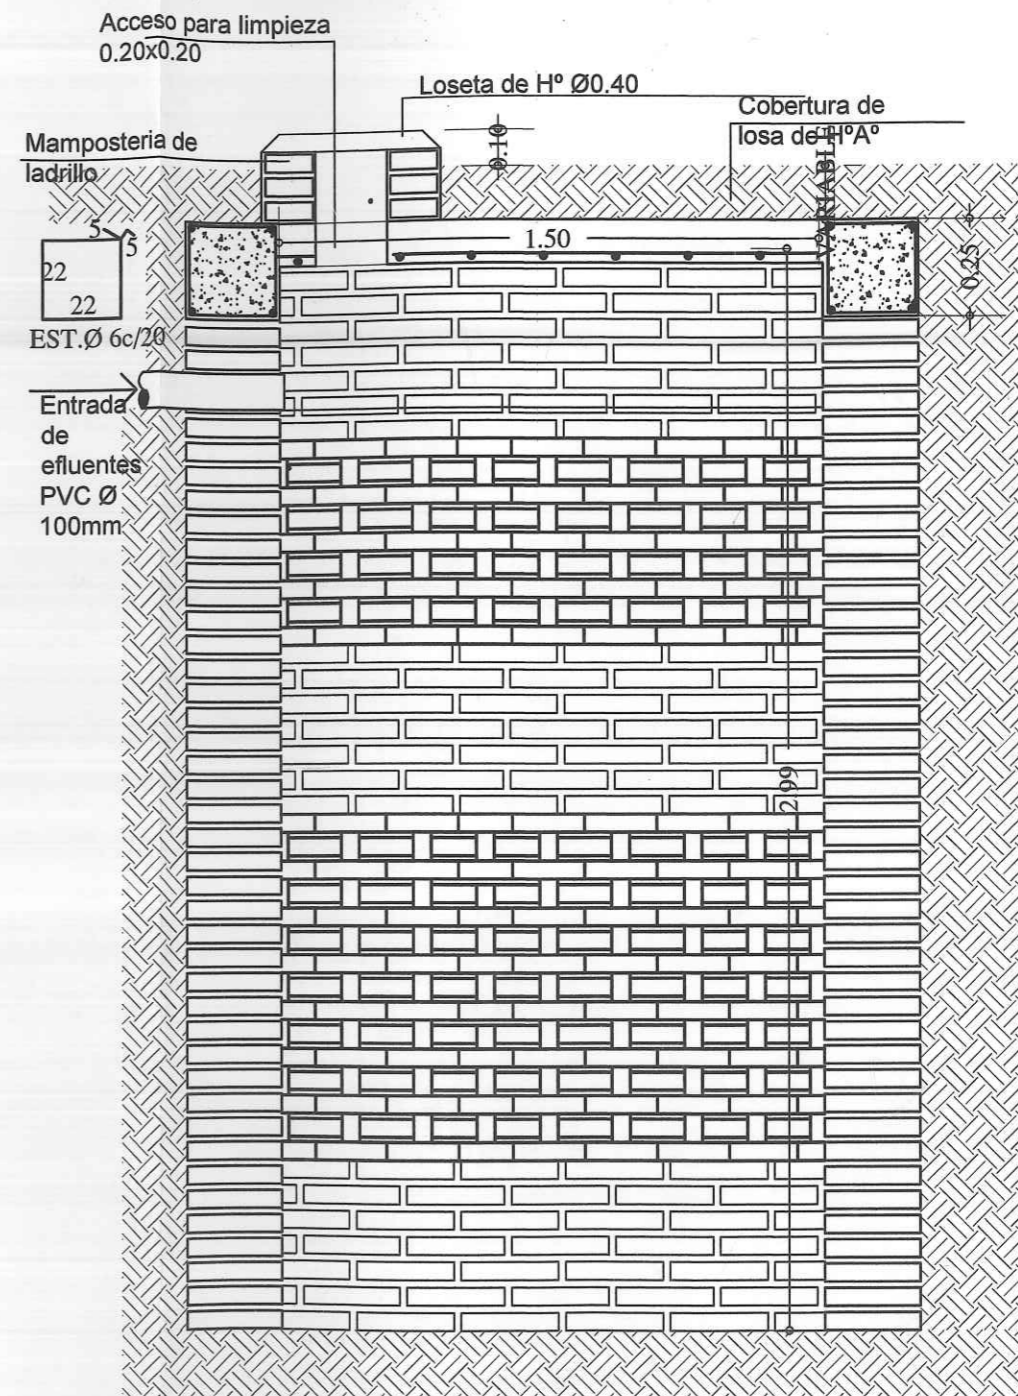 Acceso para limpieza
0.20x0.20
Loseta de Hº Ø0.40
Cobertura de
losa de HºAº
Mamposteria de
ladrillo
0.10
VARIABLE
1.50
0.25
5
5
22
22
EST.Ø 6c/20
Entrada
de
efluentes
PVC Ø
100mm
2.99